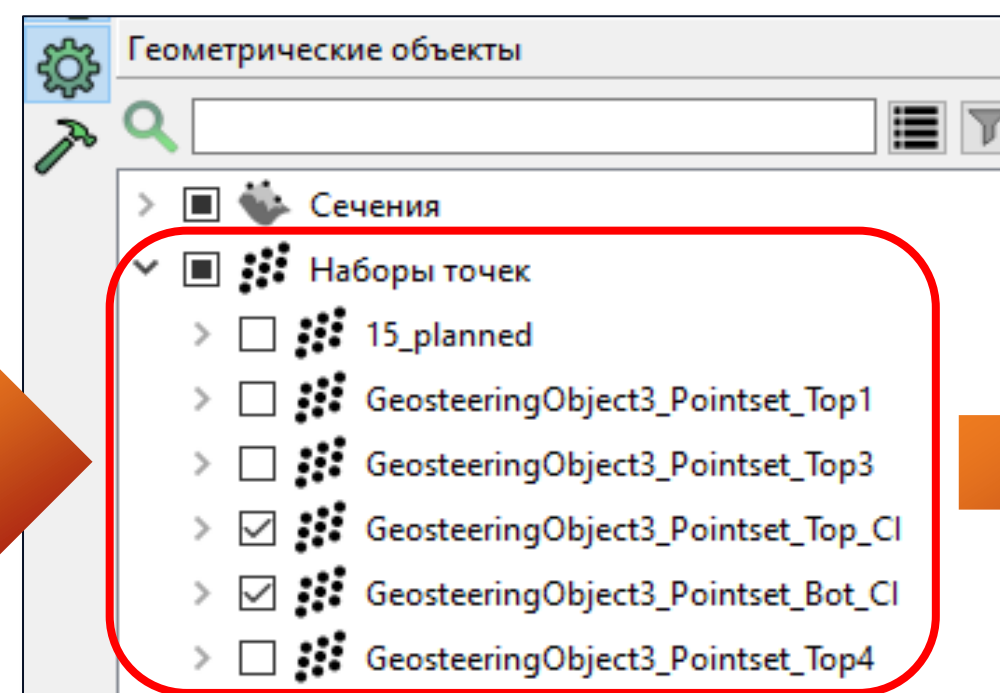 Геометрические объекты
Сечения
Наборы точек
15_planned
GeosteeringObject3_Pointset_Top1
GeosteeringObject3_Pointset_Top3
GeosteeringObject3_Pointset_Top_Cl
GeosteeringObject3_Pointset_Bot_Cl
GeosteeringObject3_Pointset_Top4